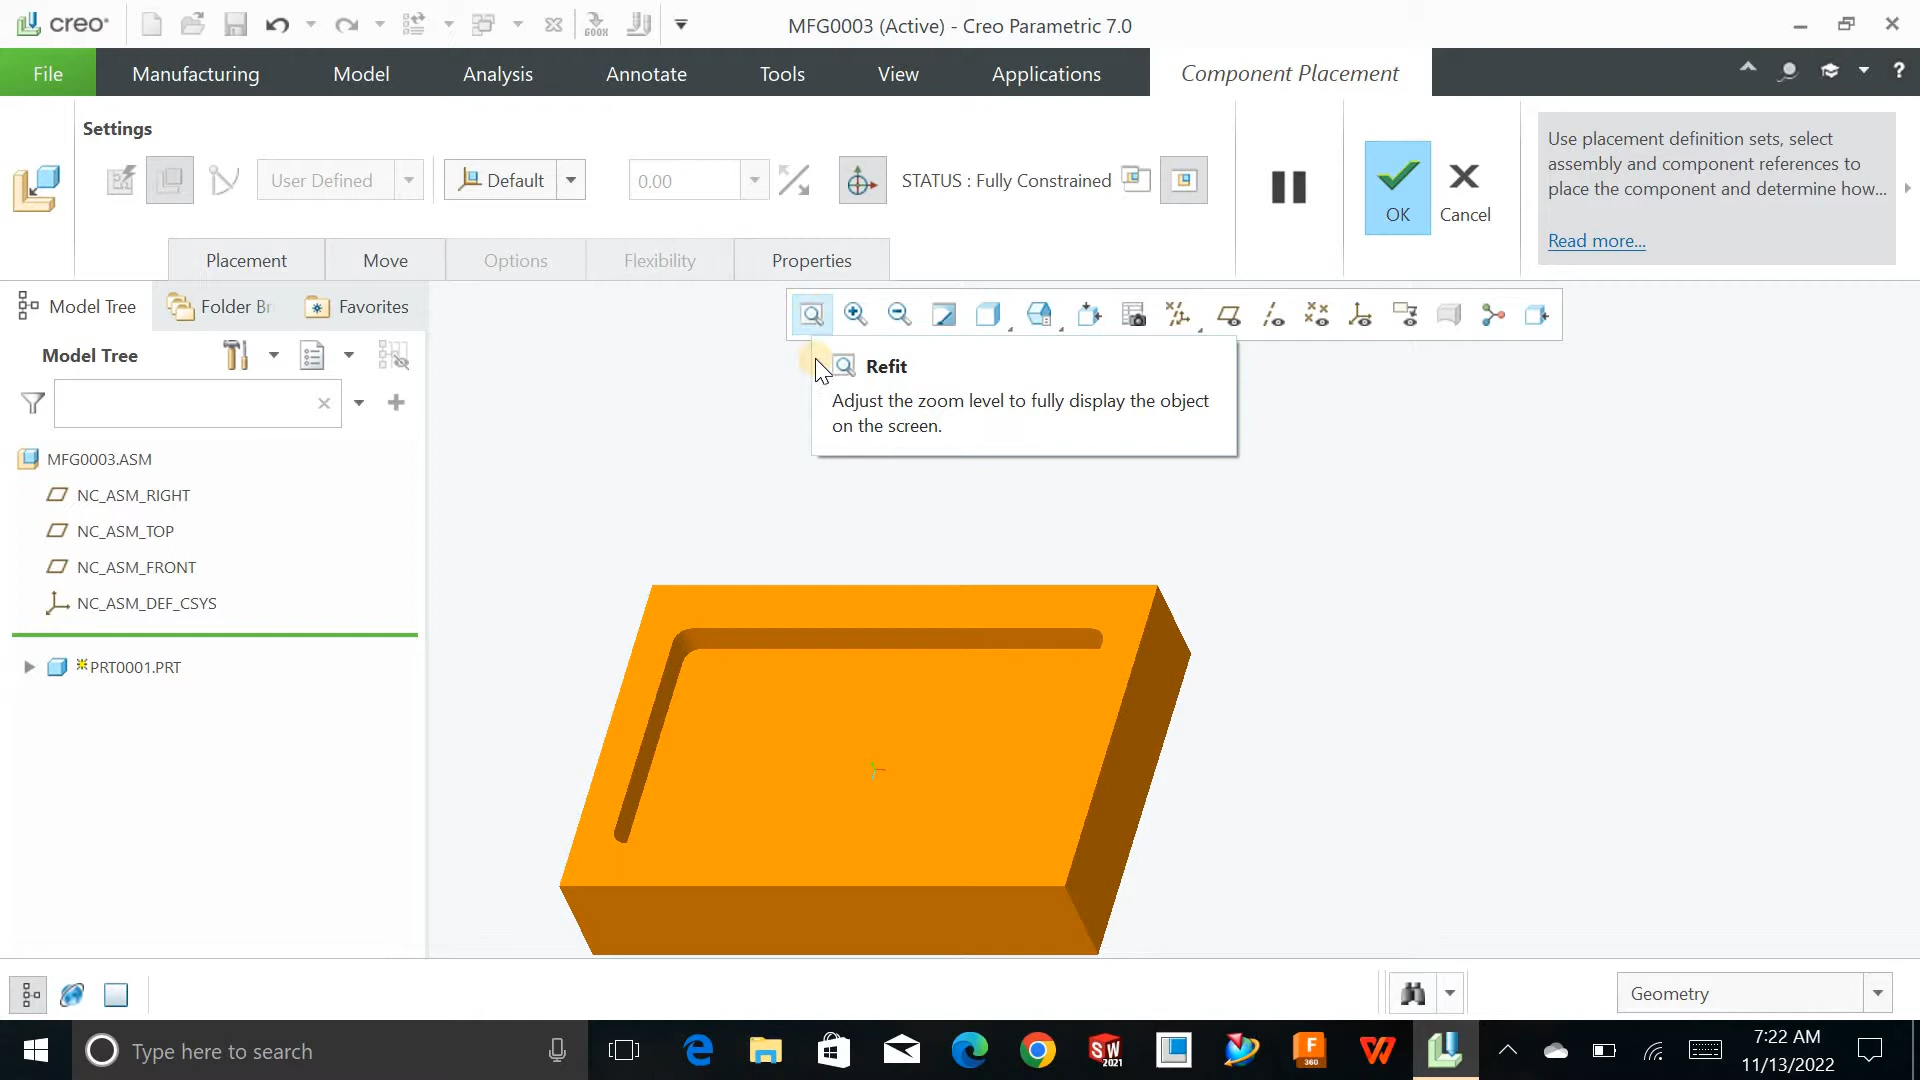 creo
MFG0003 (Active) - Creo Parametric 7.0
File
Manufacturing
Model
Analysis
Annotate
Tools
View
Applications
Component Placement
Settings
User Defined
Default
0.00
STATUS : Fully Constrained
OK
Cancel
Use placement definition sets, select
assembly and component references to
place the component and determine how...
Read more...
Placement
Move
Options
Flexibility
Properties
Model Tree
Folder Br
Favorites
Model Tree
Refit
Adjust the zoom level to fully display the object
on the screen.
MFG0003.ASM
NC_ASM_RIGHT
NC_ASM_TOP
NC_ASM_FRONT
NC_ASM_DEF_CSYS
PRT0001.PRT
Geometry
Type here to search
SW
2021
F
360
7:22 AM
11/13/2022